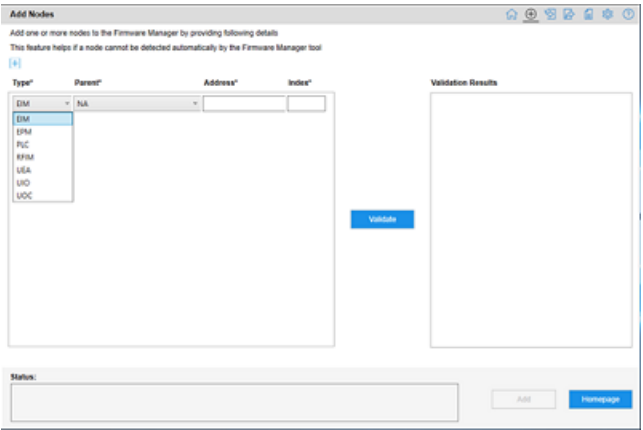 Add Nodes
Add one or more nodes to the Firmware Manager by providing following details
This feature helps if a node cannot be detected automatically by the Firmware Manager tool
[+]
Type* Parent* Address* Index* Validation Results
EIM NA
EIM
EPM
PLC
RFIM
UEA
UIO
UOC
Validate
Status:
Add Homepage